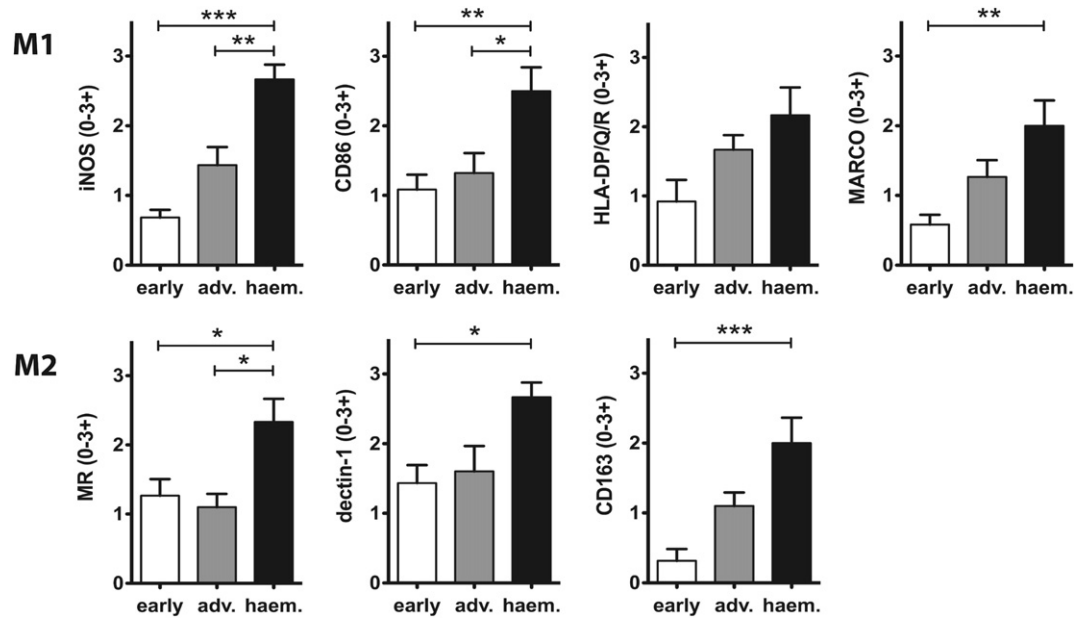 M1
***
**
iNOS (0-3+)
3
2
1
0
early adv. haem.
**
*
CD86 (0-3+)
3
2
1
0
early adv. haem.
HLA-DP/Q/R (0-3+)
3
2
1
0
early adv. haem.
**
MARCO (0-3+)
3
2
1
0
early adv. haem.
M2
*
*
MR (0-3+)
3
2
1
0
early adv. haem.
*
dectin-1 (0-3+)
3
2
1
0
early adv. haem.
***
CD163 (0-3+)
3
2
1
0
early adv. haem.